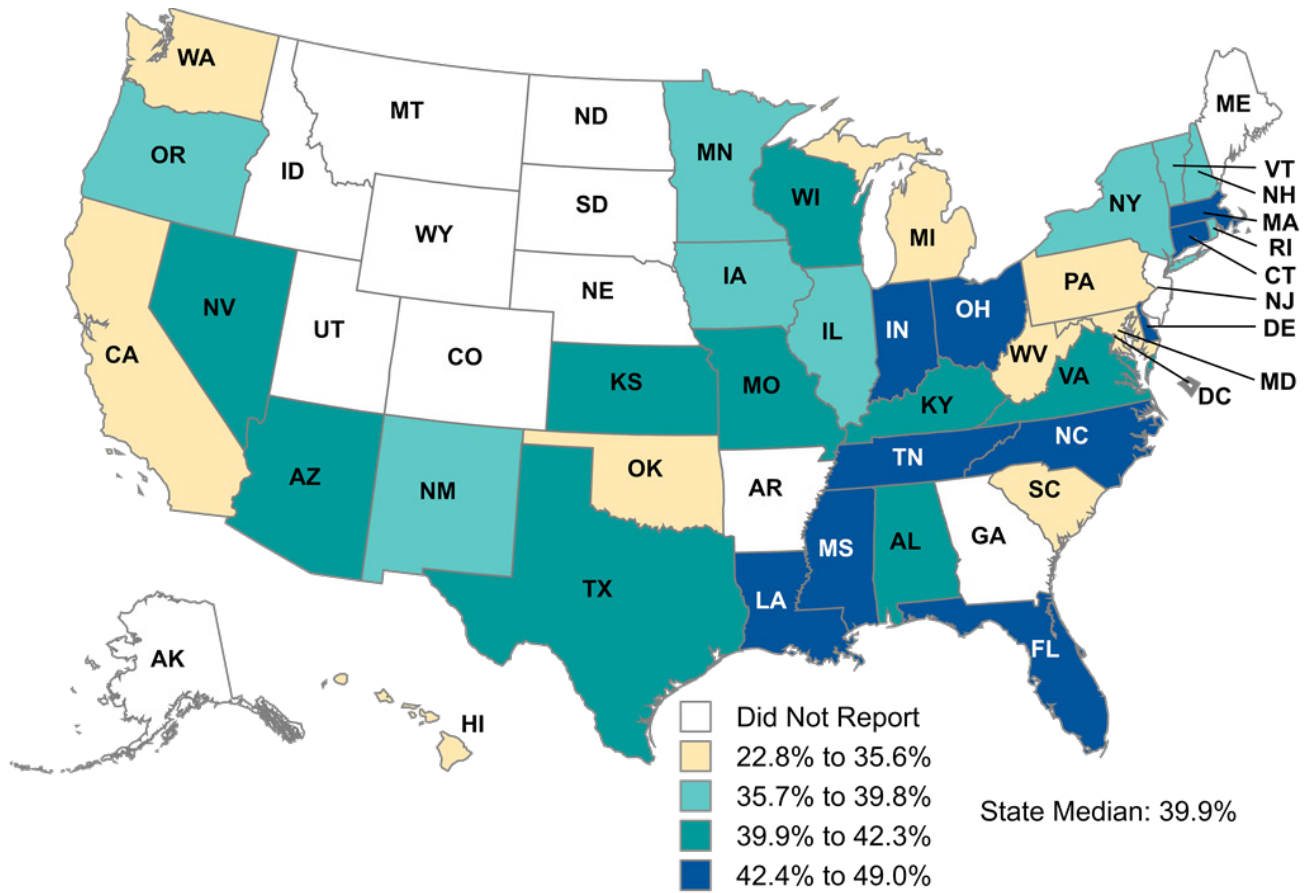 WA
MT
ND
ME
OR
ID
MN
VT
NH
WI
NY
MA
SD
WY
MI
RI
CT
IA
PA
NJ
NE
NV
OH
DE
UT
IL
IN
CO
CA
WV
MD
KS
MO
VA
DC
KY
NC
TN
AZ
NM
OK
AR
SC
GA
MS
AL
TX
LA
FL
AK
HI
Did Not Report
22.8% to 35.6%
35.7% to 39.8%
State Median: 39.9%
39.9% to 42.3%
42.4% to 49.0%